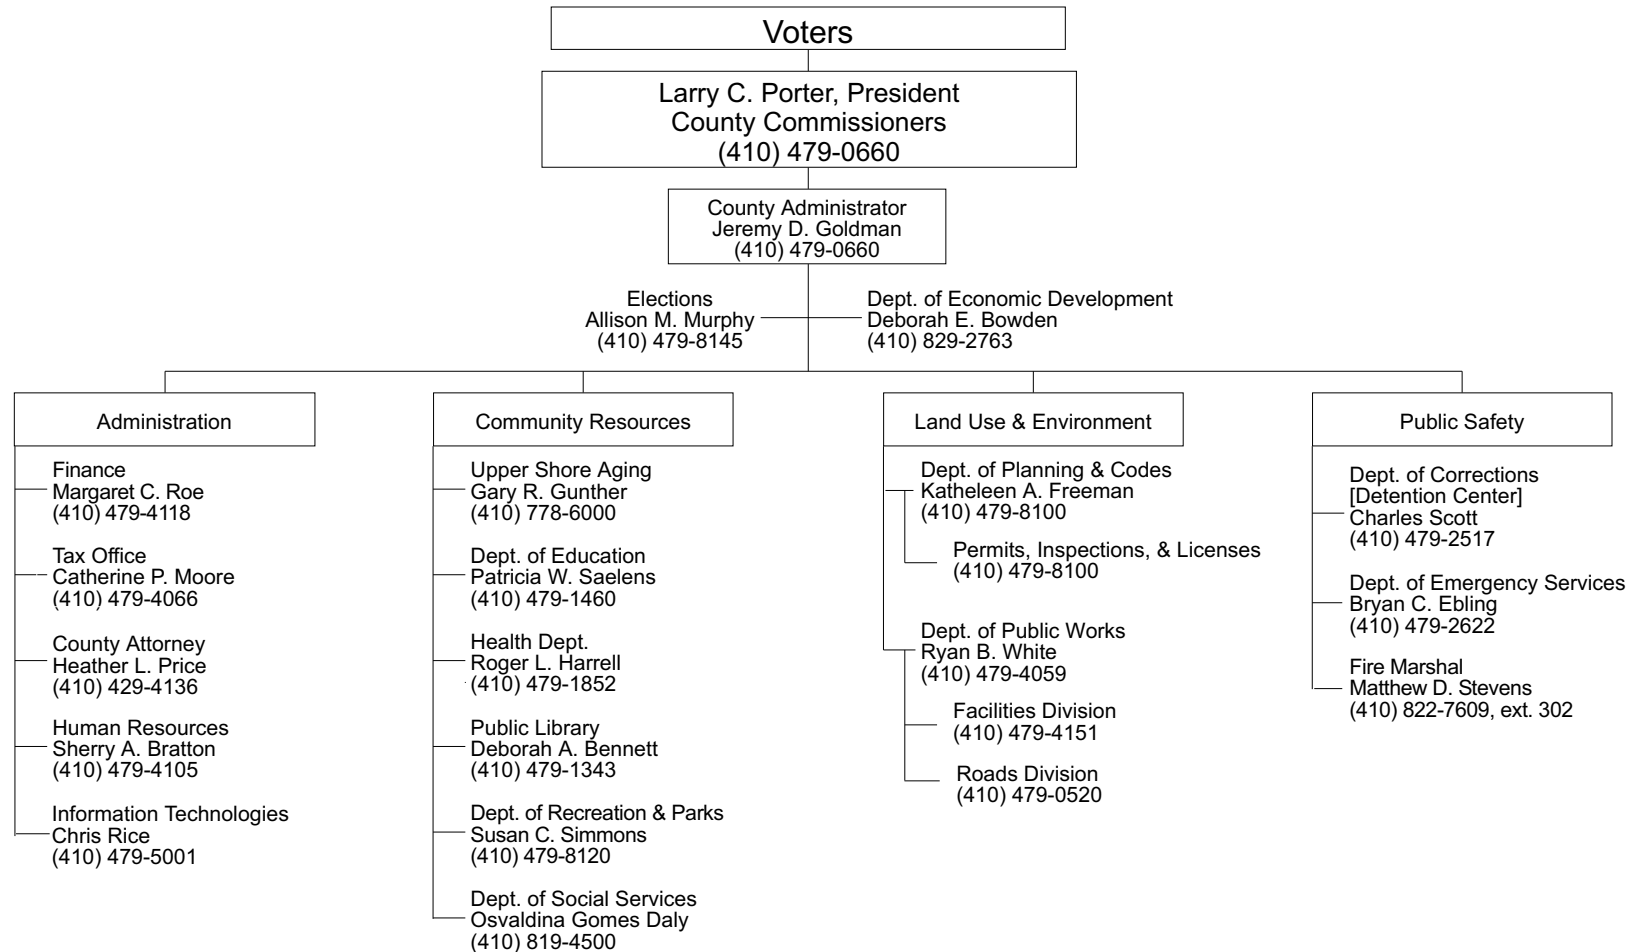 Voters
Larry C. Porter, President
County Commissioners
(410) 479-0660
County Administrator
Jeremy D. Goldman
(410) 479-0660
Elections
Allison M. Murphy
(410) 479-8145
Dept. of Economic Development
Deborah E. Bowden
(410) 829-2763
Administration
Finance
Margaret C. Roe
(410) 479-4118
Tax Office
Catherine P. Moore
(410) 479-4066
County Attorney
Heather L. Price
(410) 429-4136
Human Resources
Sherry A. Bratton
(410) 479-4105
Information Technologies
Chris Rice
(410) 479-5001
Community Resources
Upper Shore Aging
Gary R. Gunther
(410) 778-6000
Dept. of Education
Patricia W. Saelens
(410) 479-1460
Health Dept.
Roger L. Harrell
(410) 479-1852
Public Library
Deborah A. Bennett
(410) 479-1343
Dept. of Recreation & Parks
Susan C. Simmons
(410) 479-8120
Dept. of Social Services
Osvaldina Gomes Daly
(410) 819-4500
Land Use & Environment
Dept. of Planning & Codes
Katheleen A. Freeman
(410) 479-8100
Permits, Inspections, & Licenses
(410) 479-8100
Dept. of Public Works
Ryan B. White
(410) 479-4059
Facilities Division
(410) 479-4151
Roads Division
(410) 479-0520
Public Safety
Dept. of Corrections
[Detention Center]
Charles Scott
(410) 479-2517
Dept. of Emergency Services
Bryan C. Ebling
(410) 479-2622
Fire Marshal
Matthew D. Stevens
(410) 822-7609, ext. 302